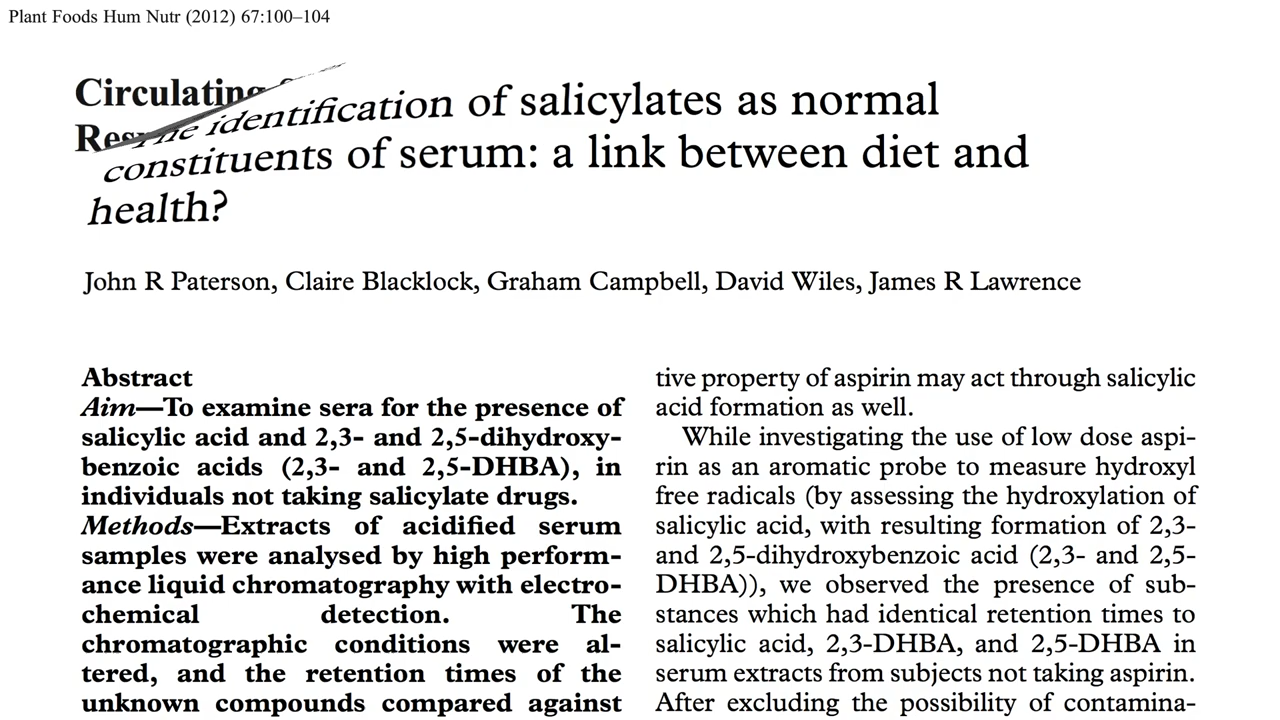 Plant Foods Hum Nutr (2012) 67:100–104
Circulating
The identification of salicylates as normal
constituents of serum: a link between diet and
health?
John R Paterson, Claire Blacklock, Graham Campbell, David Wiles, James R Lawrence
Abstract
Aim—To examine sera for the presence of
salicylic acid and 2,3- and 2,5-dihydroxy-
benzoic acids (2,3- and 2,5-DHBA), in
individuals not taking salicylate drugs.
Methods—Extracts of acidified serum
samples were analysed by high perform-
ance liquid chromatography with electro-
chemical detection. The
chromatographic conditions were al-
tered, and the retention times of the
unknown compounds compared against
tive property of aspirin may act through salicylic
acid formation as well.
While investigating the use of low dose aspi-
rin as an aromatic probe to measure hydroxyl
free radicals (by assessing the hydroxylation of
salicylic acid, with resulting formation of 2,3-
and 2,5-dihydroxybenzoic acid (2,3- and 2,5-
DHBA)), we observed the presence of sub-
stances which had identical retention times to
salicylic acid, 2,3-DHBA, and 2,5-DHBA in
serum extracts from subjects not taking aspirin.
After excluding the possibility of contamina-